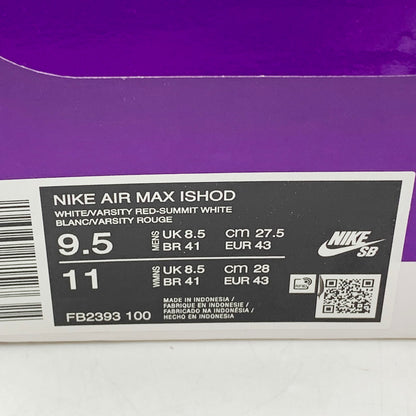 NIKE AIR MAX ISHOD
WHITE/VARSITY RED-SUMMIT WHITE
BLANC/VARSITY ROUGE
9.5 MENS UK 8.5 cm 27.5
BR 41 EUR 43
11 WMNS UK 8.5 cm 28
BR 41 EUR 43
NIKE SB
MADE IN INDONESIA /
FABRIQUE EN INDONESIE /
FABRICADO NA INDONÉSIA /
HECHO EN INDONESIA
FB2393 100